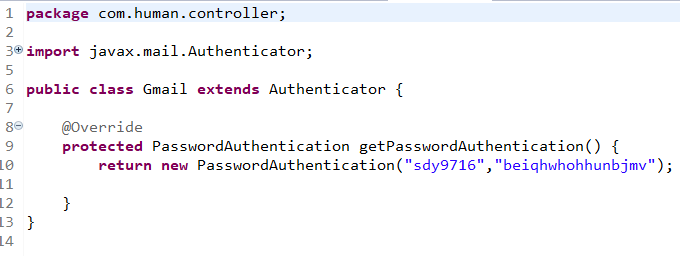 1 package com.human.controller;
2
3 import javax.mail.Authenticator;
5
6 public class Gmail extends Authenticator {
7
8 @Override
9 protected PasswordAuthentication getPasswordAuthentication() {
10 return new PasswordAuthentication("sdy9716","beiqhwhohhunbjmv");
11
12 }
13 }
14